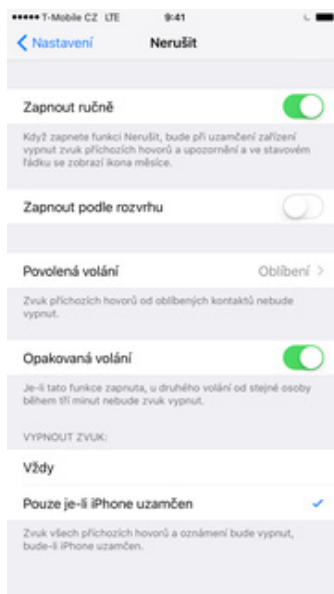 T-Mobile CZ LTE 9:41
Nastavení Nerušit
Zapnout ručně
Když zapnete funkci Nerušit, bude při uzamčení zařízení
vypnut zvuk příchozích hovorů a upozornění a ve stavovém
řádku se zobrazí ikona měsíce.
Zapnout podle rozvrhu
Povolená volání Oblíbení
Zvuk příchozích hovorů od oblíbených kontaktů nebude
vypnut.
Opakovaná volání
Je-li tato funkce zapnuta, u druhého volání od stejné osoby
během tří minut nebude zvuk vypnut.
VYPNOUT ZVUK:
Vždy
Pouze je-li iPhone uzamčen
Zvuk všech příchozích hovorů a oznámení bude vypnut,
bude-li iPhone uzamčen.